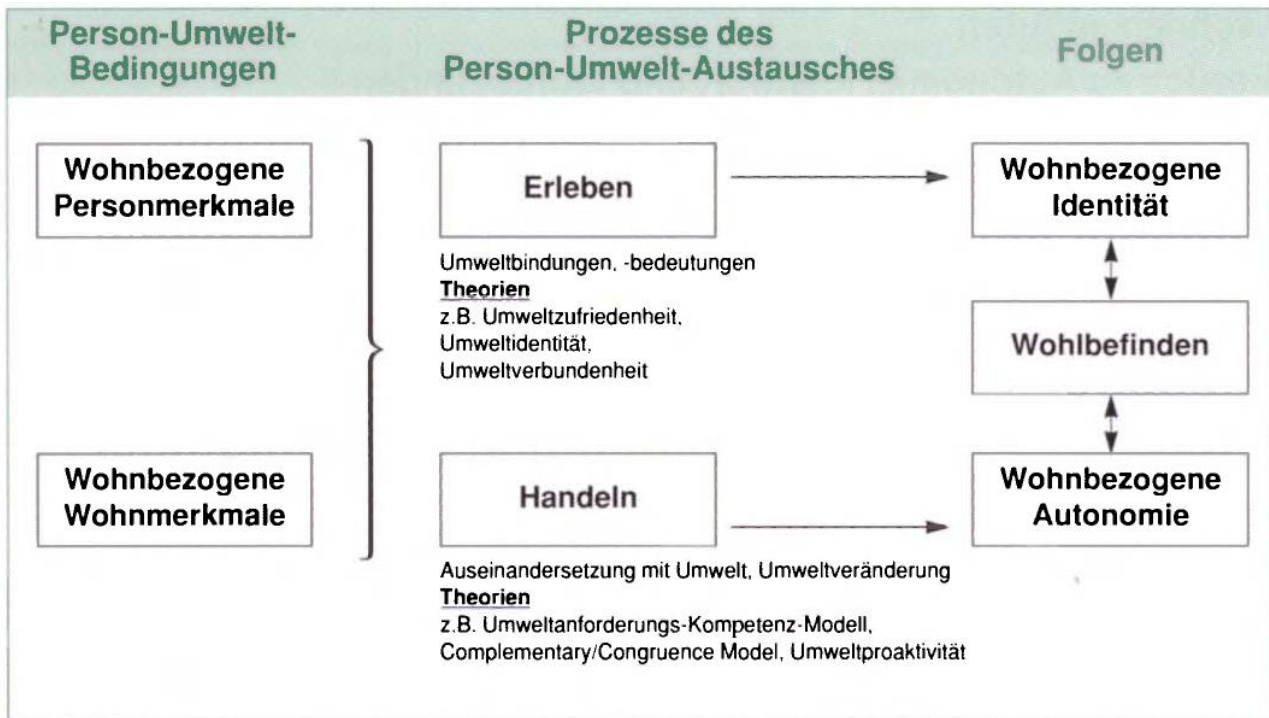 Person-Umwelt-
Bedingungen
Prozesse des
Person-Umwelt-Austausches
Folgen
Wohnbezogene
Personmerkmale
Erleben
Wohnbezogene
Identität
Umweltbindungen, -bedeutungen
Theorien
z.B. Umweltzufriedenheit,
Umweltidentität,
Umweltverbundenheit
Wohlbefinden
Wohnbezogene
Wohnmerkmale
Handeln
Wohnbezogene
Autonomie
Auseinandersetzung mit Umwelt, Umweltveränderung
Theorien
z.B. Umweltanforderungs-Kompetenz-Modell,
Complementary/Congruence Model, Umweltproaktivität